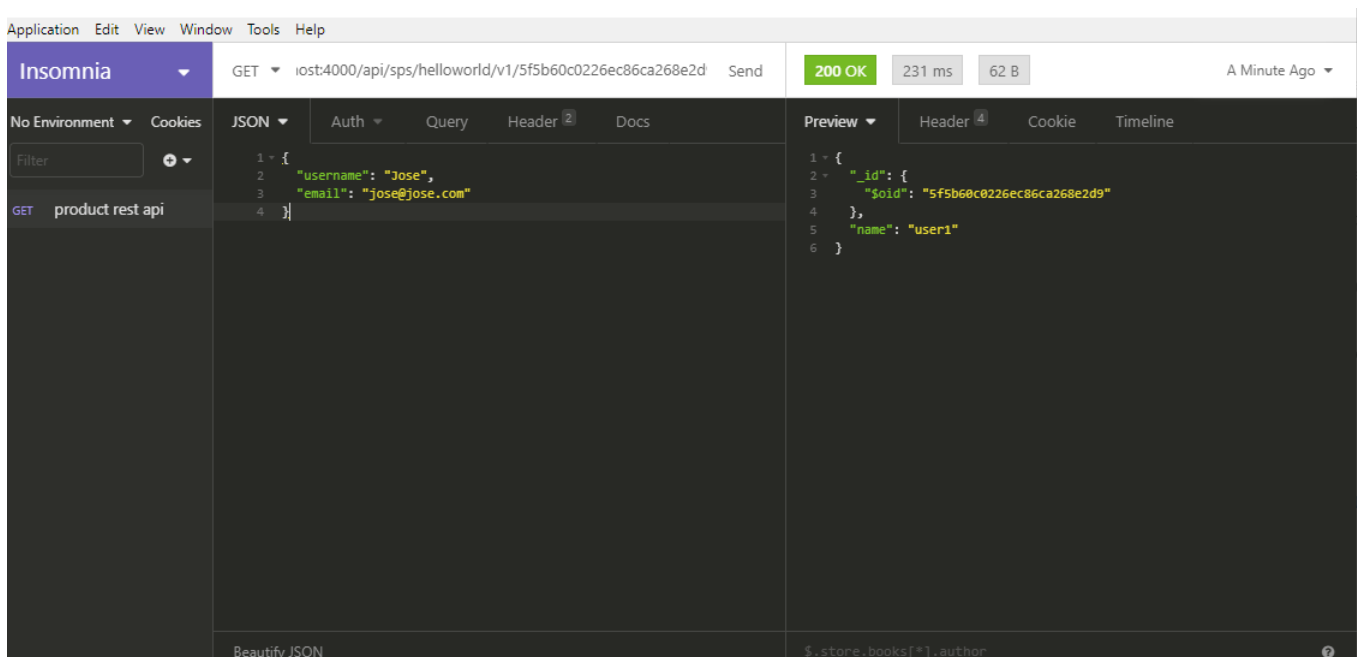 Application Edit View Window Tools Help
Insomnia
GET ost:4000/api/sps/helloworld/v1/5f5b60c0226ec86ca268e2d Send
200 OK 231 ms 62 B A Minute Ago
No Environment Cookies
JSON Auth Query Header 2 Docs
Preview Header 4 Cookie Timeline
Filter
GET product rest api
1 {
2 "username": "Jose",
3 "email": "jose@jose.com"
4 }
1 {
2 "_id": {
3 "$oid": "5f5b60c0226ec86ca268e2d9"
4 },
5 "name": "user1"
6 }
Beautify JSON
$.store.books[*].author